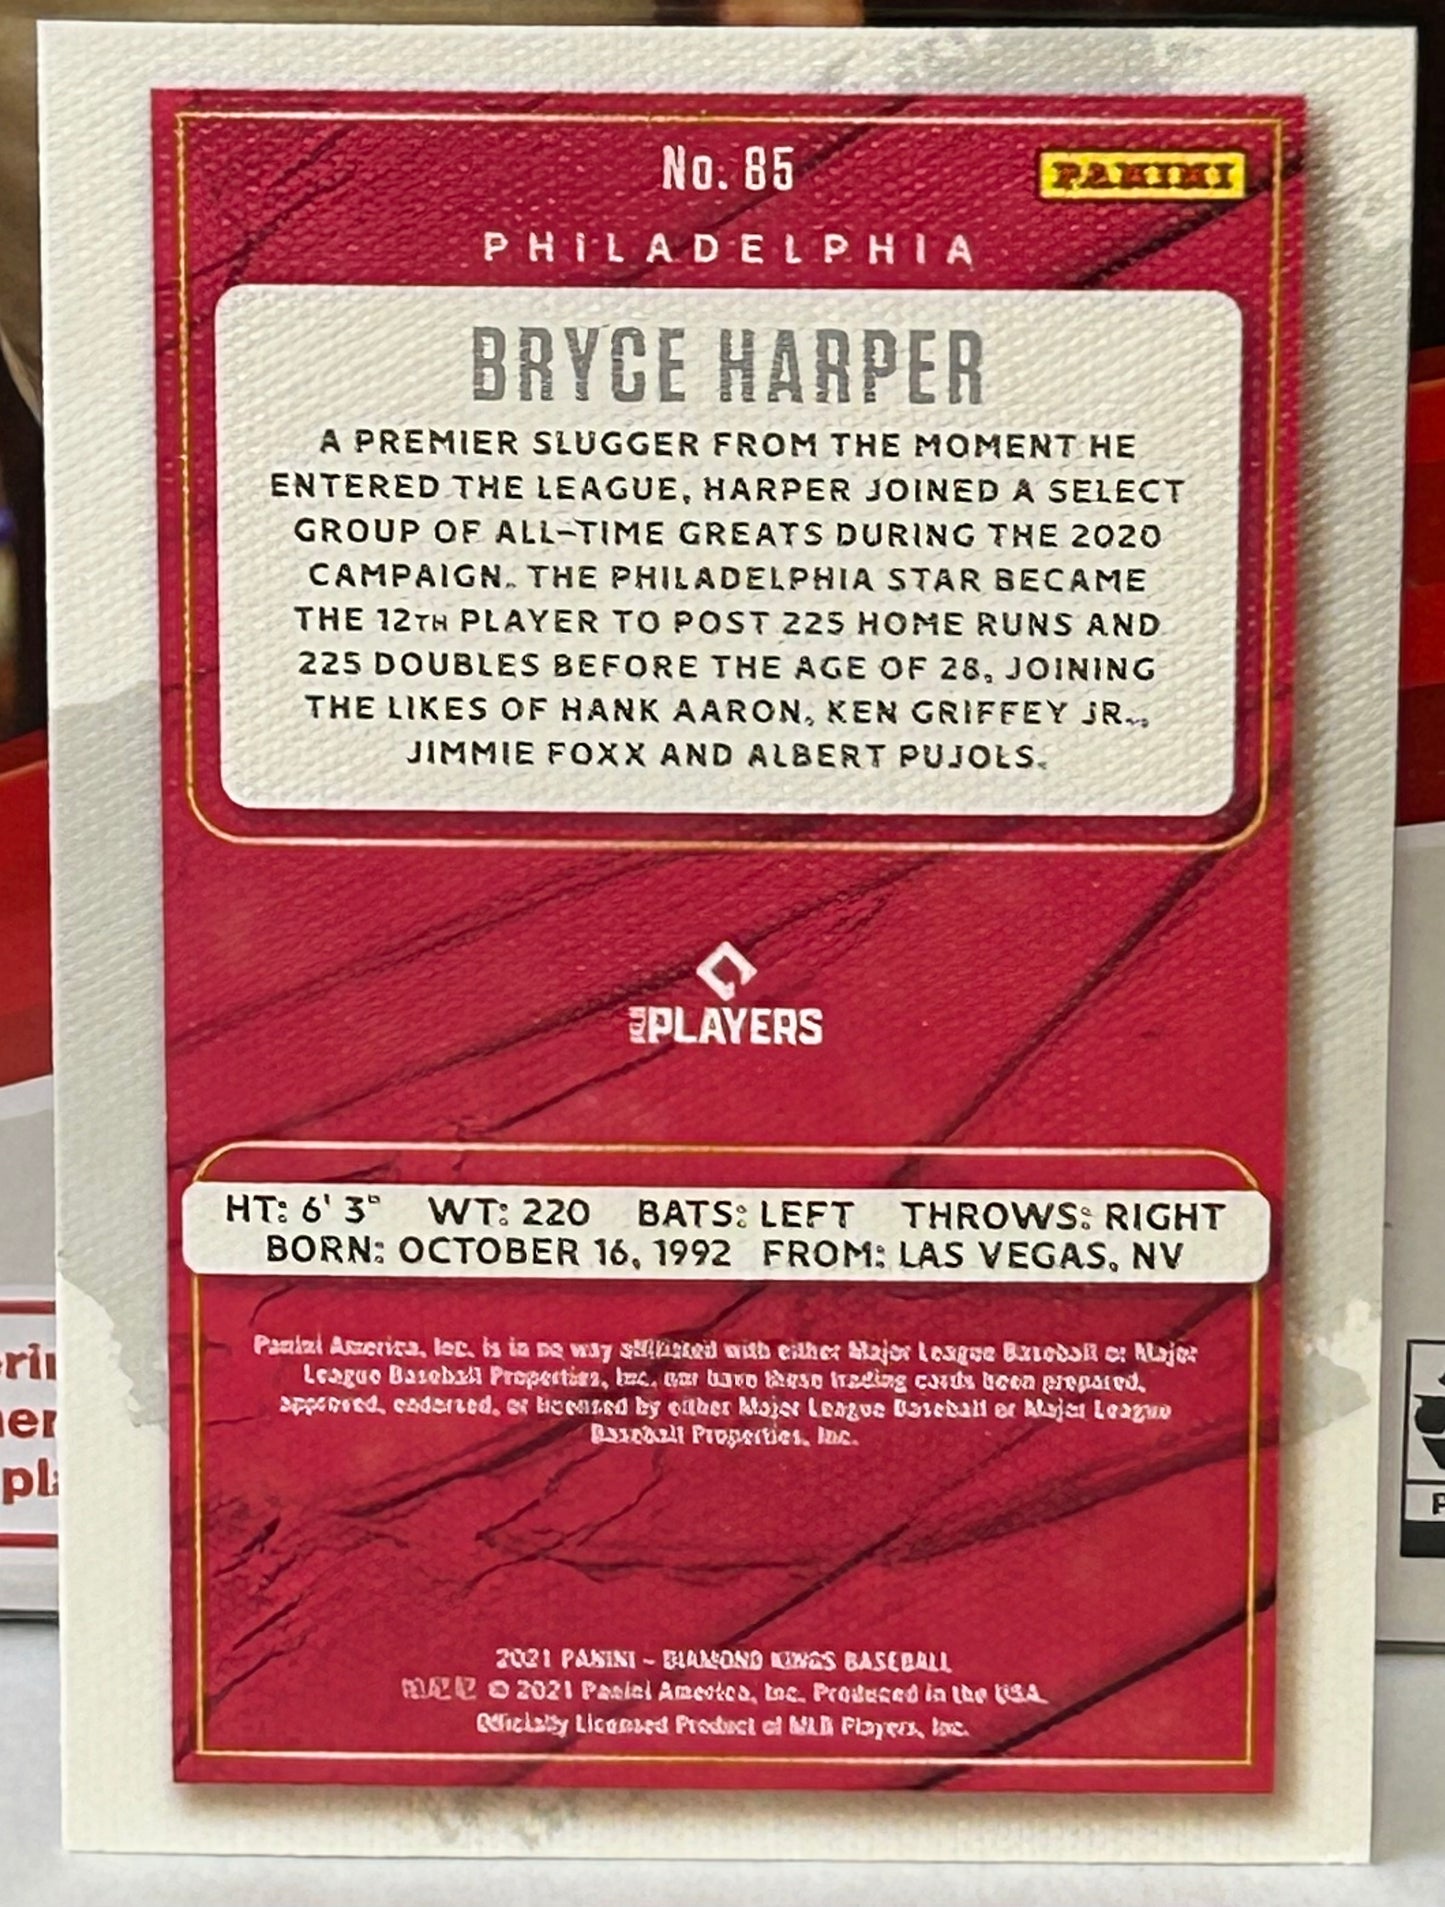 No. 85
PANINI
PHILADELPHIA
BRYCE HARPER
A PREMIER SLUGGER FROM THE MOMENT HE
ENTERED THE LEAGUE, HARPER JOINED A SELECT
GROUP OF ALL-TIME GREATS DURING THE 2020
CAMPAIGN. THE PHILADELPHIA STAR BECAME
THE 12TH PLAYER TO POST 225 HOME RUNS AND
225 DOUBLES BEFORE THE AGE OF 28, JOINING
THE LIKES OF HANK AARON, KEN GRIFFEY JR.,
JIMMIE FOXX AND ALBERT PUJOLS.
MLB PLAYERS
HT: 6' 3" WT: 220 BATS: LEFT THROWS: RIGHT
BORN: OCTOBER 16, 1992 FROM: LAS VEGAS, NV
Panini America, Inc. is in no way affiliated with either Major League Baseball or Major
League Baseball Properties, Inc. nor have these trading cards been prepared,
approved, endorsed, or licensed by either Major League Baseball or Major League
Baseball Properties, Inc.
2021 PANINI - DIAMOND KINGS BASEBALL
© 2021 Panini America, Inc. Produced in the USA.
Officially Licensed Product of MLB Players, Inc.